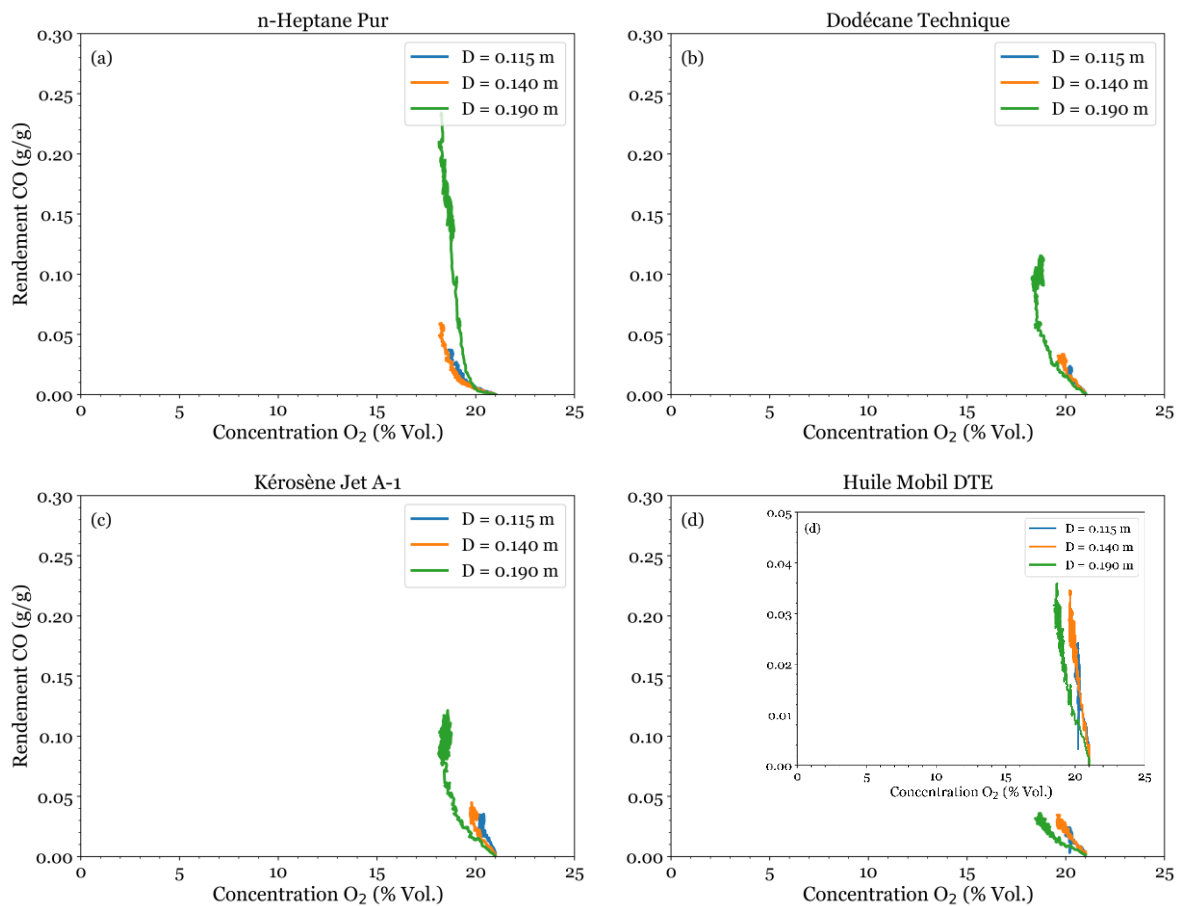 n-Heptane Pur
(a)
D = 0.115 m
D = 0.140 m
D = 0.190 m
Rendement CO (g/g)
0.30
0.25
0.20
0.15
0.10
0.05
0.00
0 5 10 15 20 25
Concentration O₂ (% Vol.)
Dodécane Technique
(b)
D = 0.115 m
D = 0.140 m
D = 0.190 m
0.30
0.25
0.20
0.15
0.10
0.05
0.00
0 5 10 15 20 25
Concentration O₂ (% Vol.)
Kérosène Jet A-1
(c)
D = 0.115 m
D = 0.140 m
D = 0.190 m
Rendement CO (g/g)
0.30
0.25
0.20
0.15
0.10
0.05
0.00
0 5 10 15 20 25
Concentration O₂ (% Vol.)
Huile Mobil DTE
(d)
0.30
0.25
0.20
0.15
0.10
0.05
0.00
0 5 10 15 20 25
Concentration O₂ (% Vol.)
(d)
D = 0.115 m
D = 0.140 m
D = 0.190 m
0.05
0.04
0.03
0.02
0.01
0.00
0 5 10 15 20 25
Concentration O₂ (% Vol.)